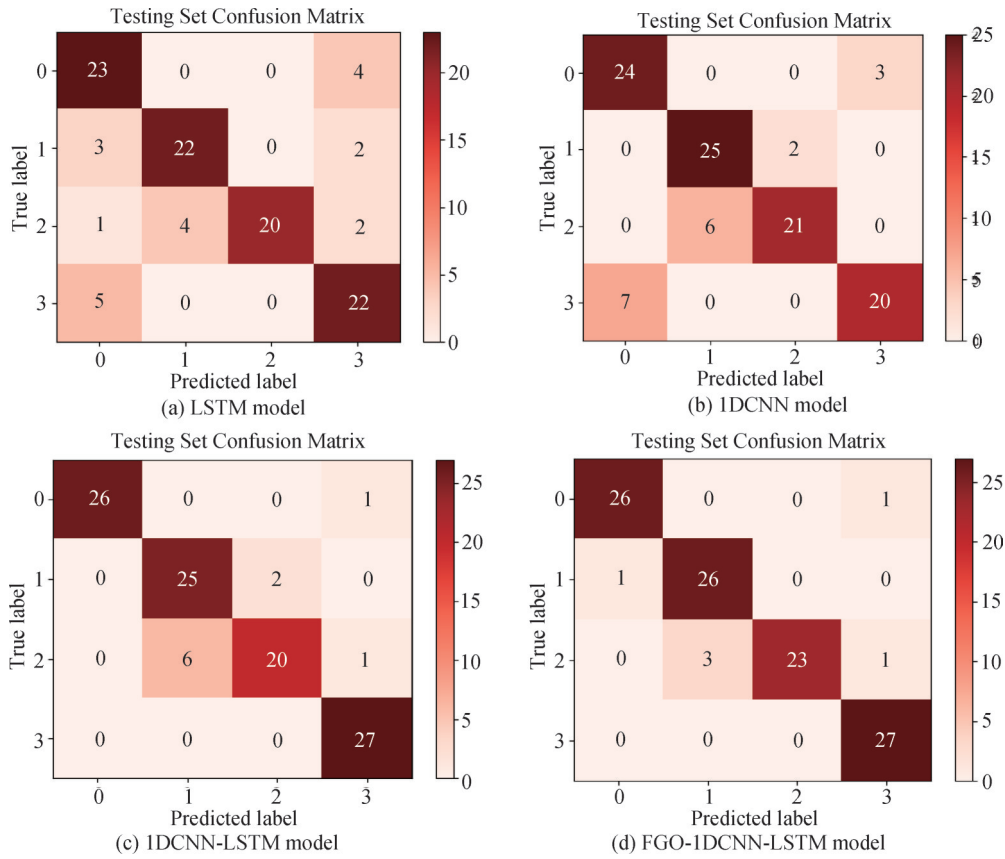 Testing Set Confusion Matrix
0 23 0 0 4
1 3 22 0 2
2 1 4 20 2
3 5 0 0 22
0 1 2 3
Predicted label
True label
20
15
10
5
0
(a) LSTM model
Testing Set Confusion Matrix
0 24 0 0 3
1 0 25 2 0
2 0 6 21 0
3 7 0 0 20
0 1 2 3
Predicted label
True label
25
20
15
10
5
0
(b) 1DCNN model
Testing Set Confusion Matrix
0 26 0 0 1
1 0 25 2 0
2 0 6 20 1
3 0 0 0 27
0 1 2 3
Predicted label
True label
25
20
15
10
5
0
(c) 1DCNN-LSTM model
Testing Set Confusion Matrix
0 26 0 0 1
1 1 26 0 0
2 0 3 23 1
3 0 0 0 27
0 1 2 3
Predicted label
True label
25
20
15
10
5
0
(d) FGO-1DCNN-LSTM model